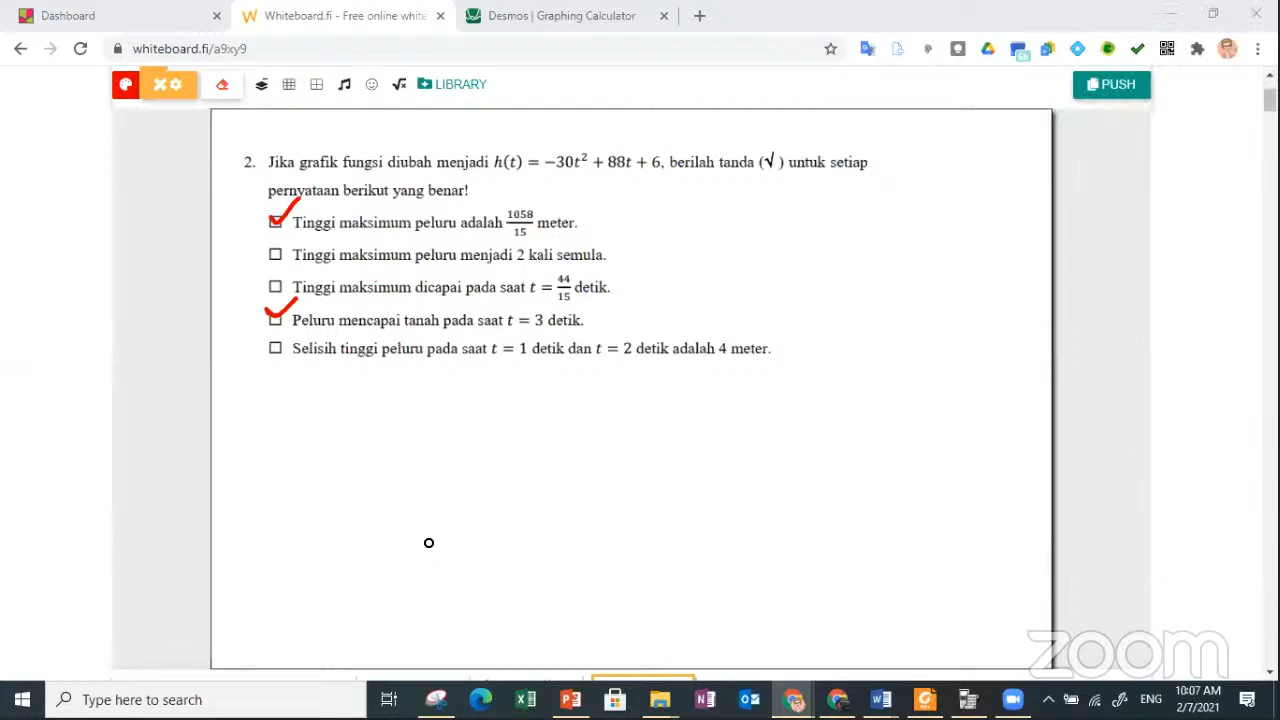 Dashboard
Whiteboard.fi - Free online white
Desmos | Graphing Calculator
whiteboard.fi/a9xy9
LIBRARY
PUSH
2. Jika grafik fungsi diubah menjadi h(t) = −30t² + 88t + 6, berilah tanda (√ ) untuk setiap
pernyataan berikut yang benar!
Tinggi maksimum peluru adalah 1058/15 meter.
Tinggi maksimum peluru menjadi 2 kali semula.
Tinggi maksimum dicapai pada saat t = 44/15 detik.
Peluru mencapai tanah pada saat t = 3 detik.
Selisih tinggi peluru pada saat t = 1 detik dan t = 2 detik adalah 4 meter.
zoom
Type here to search
ENG
10:07 AM
2/7/2021